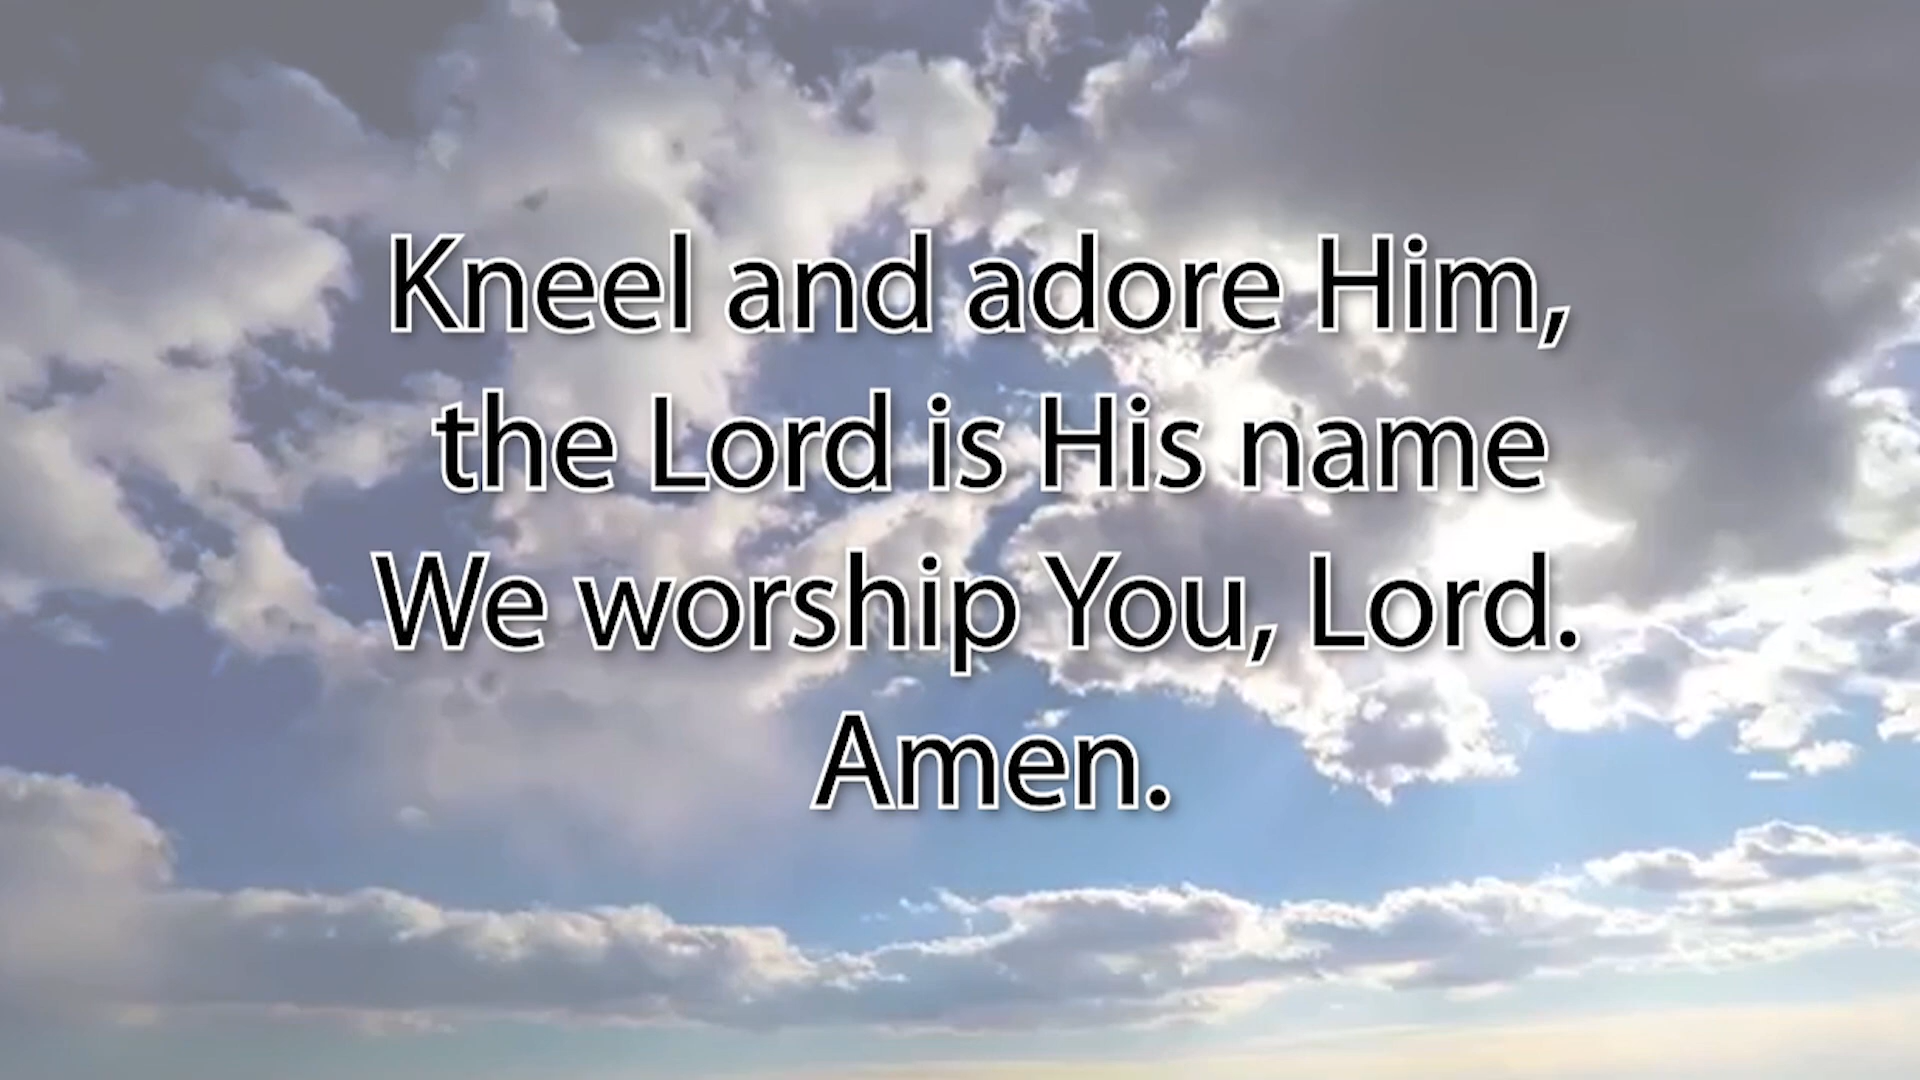 Kneel and adore Him,
the Lord is His name
We worship You, Lord.
Amen.